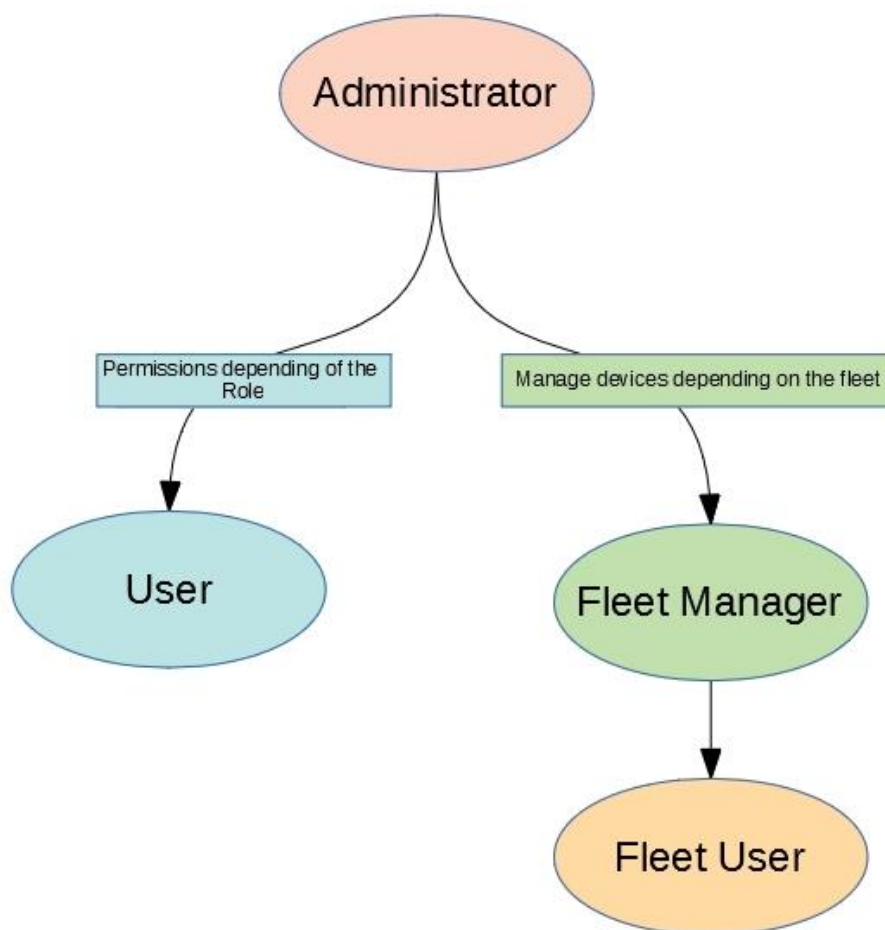 Administrator
Permissions depending of the
Role
Manage devices depending on the fleet
User
Fleet Manager
Fleet User